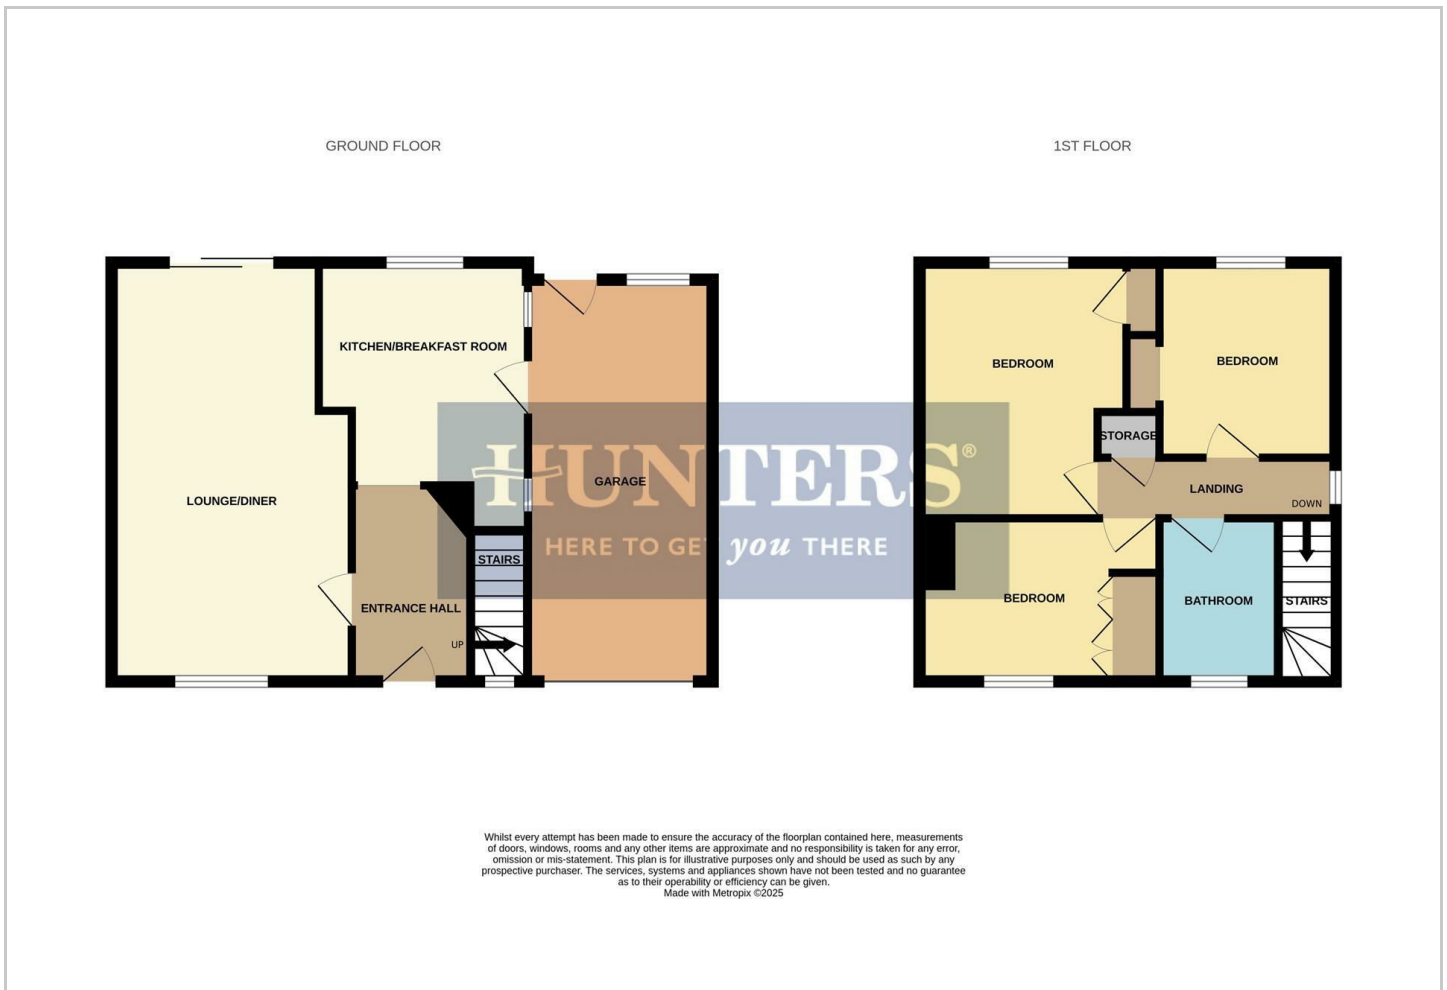 GROUND FLOOR
1ST FLOOR
KITCHEN/BREAKFAST ROOM
LOUNGE/DINER
GARAGE
STAIRS
ENTRANCE HALL
UP
BEDROOM
BEDROOM
STORAGE
LANDING
DOWN
BEDROOM
BATHROOM
STAIRS
HUNTERS®
HERE TO GET you THERE
Whilst every attempt has been made to ensure the accuracy of the floorplan contained here, measurements
of doors, windows, rooms and any other items are approximate and no responsibility is taken for any error,
omission or mis-statement. This plan is for illustrative purposes only and should be used as such by any
prospective purchaser. The services, systems and appliances shown have not been tested and no guarantee
as to their operability or efficiency can be given.
Made with Metropix ©2025